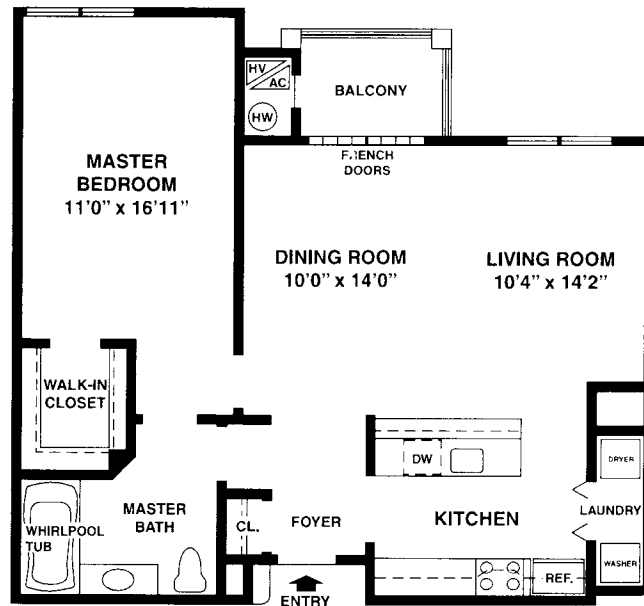 HV
AC
HW
BALCONY
FRENCH
DOORS
MASTER
BEDROOM
11'0" x 16'11"
DINING ROOM
10'0" x 14'0"
LIVING ROOM
10'4" x 14'2"
WALK-IN
CLOSET
DW
DRYER
WHIRLPOOL
TUB
MASTER
BATH
CL.
FOYER
KITCHEN
LAUNDRY
REF.
WASHER
ENTRY